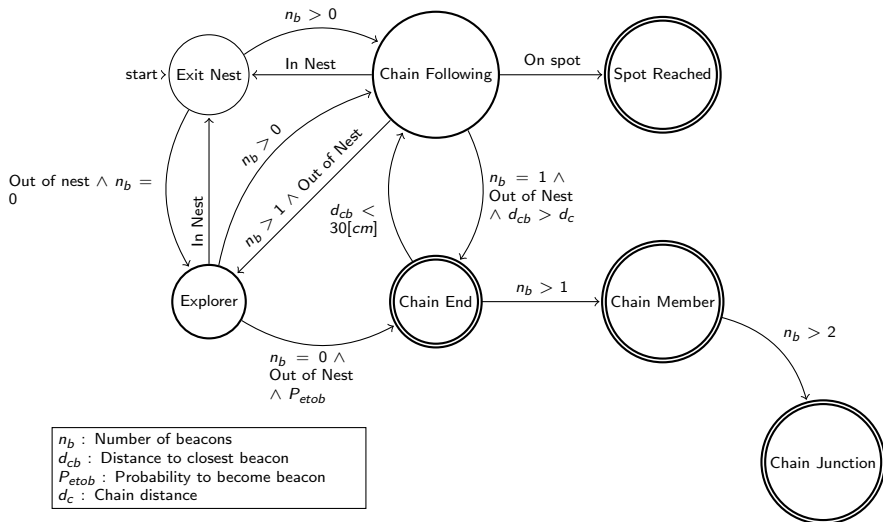 n_b > 0
start
Exit Nest
In Nest
Chain Following
On spot
Spot Reached
Out of nest ∧ n_b =
0
In Nest
n_b > 0
n_b > 1 ∧ Out of Nest
d_cb <
30[cm]
n_b = 1 ∧
Out of Nest
∧ d_cb > d_c
Explorer
Chain End
n_b > 1
Chain Member
n_b > 2
n_b = 0 ∧
Out of Nest
∧ P_etob
Chain Junction
n_b : Number of beacons
d_cb : Distance to closest beacon
P_etob : Probability to become beacon
d_c : Chain distance